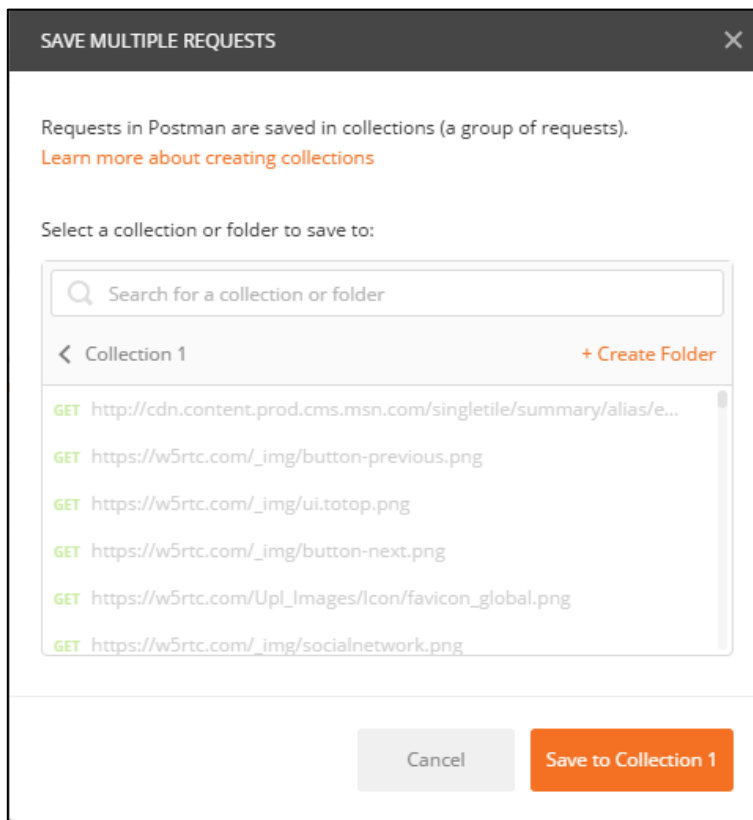 SAVE MULTIPLE REQUESTS
Requests in Postman are saved in collections (a group of requests).
Learn more about creating collections
Select a collection or folder to save to:
Search for a collection or folder
Collection 1
+ Create Folder
GET http://cdn.content.prod.cms.msn.com/singletile/summary/alias/e...
GET https://w5rtc.com/_img/button-previous.png
GET https://w5rtc.com/_img/ui.totop.png
GET https://w5rtc.com/_img/button-next.png
GET https://w5rtc.com/Upl_Images/Icon/favicon_global.png
GET https://w5rtc.com/_img/socialnetwork.png
Cancel
Save to Collection 1